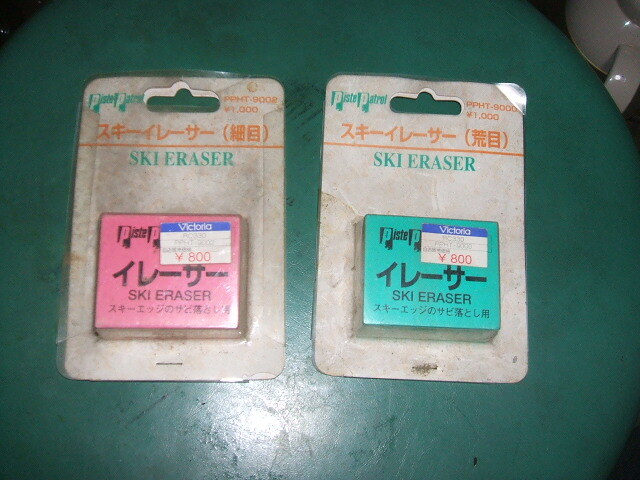 Piste Patrol
PPHT-9002
¥1,000
スキーイレーサー(細目)
SKI ERASER
Victoria
PPHT-9002
¥800
イレーサー
SKI ERASER
スキーエッジのサビ落とし用
Piste Patrol
PPHT-9000
¥1,000
スキーイレーサー(荒目)
SKI ERASER
Piste
Victoria
¥800
イレーサー
SKI ERASER
スキーエッジのサビ落とし用